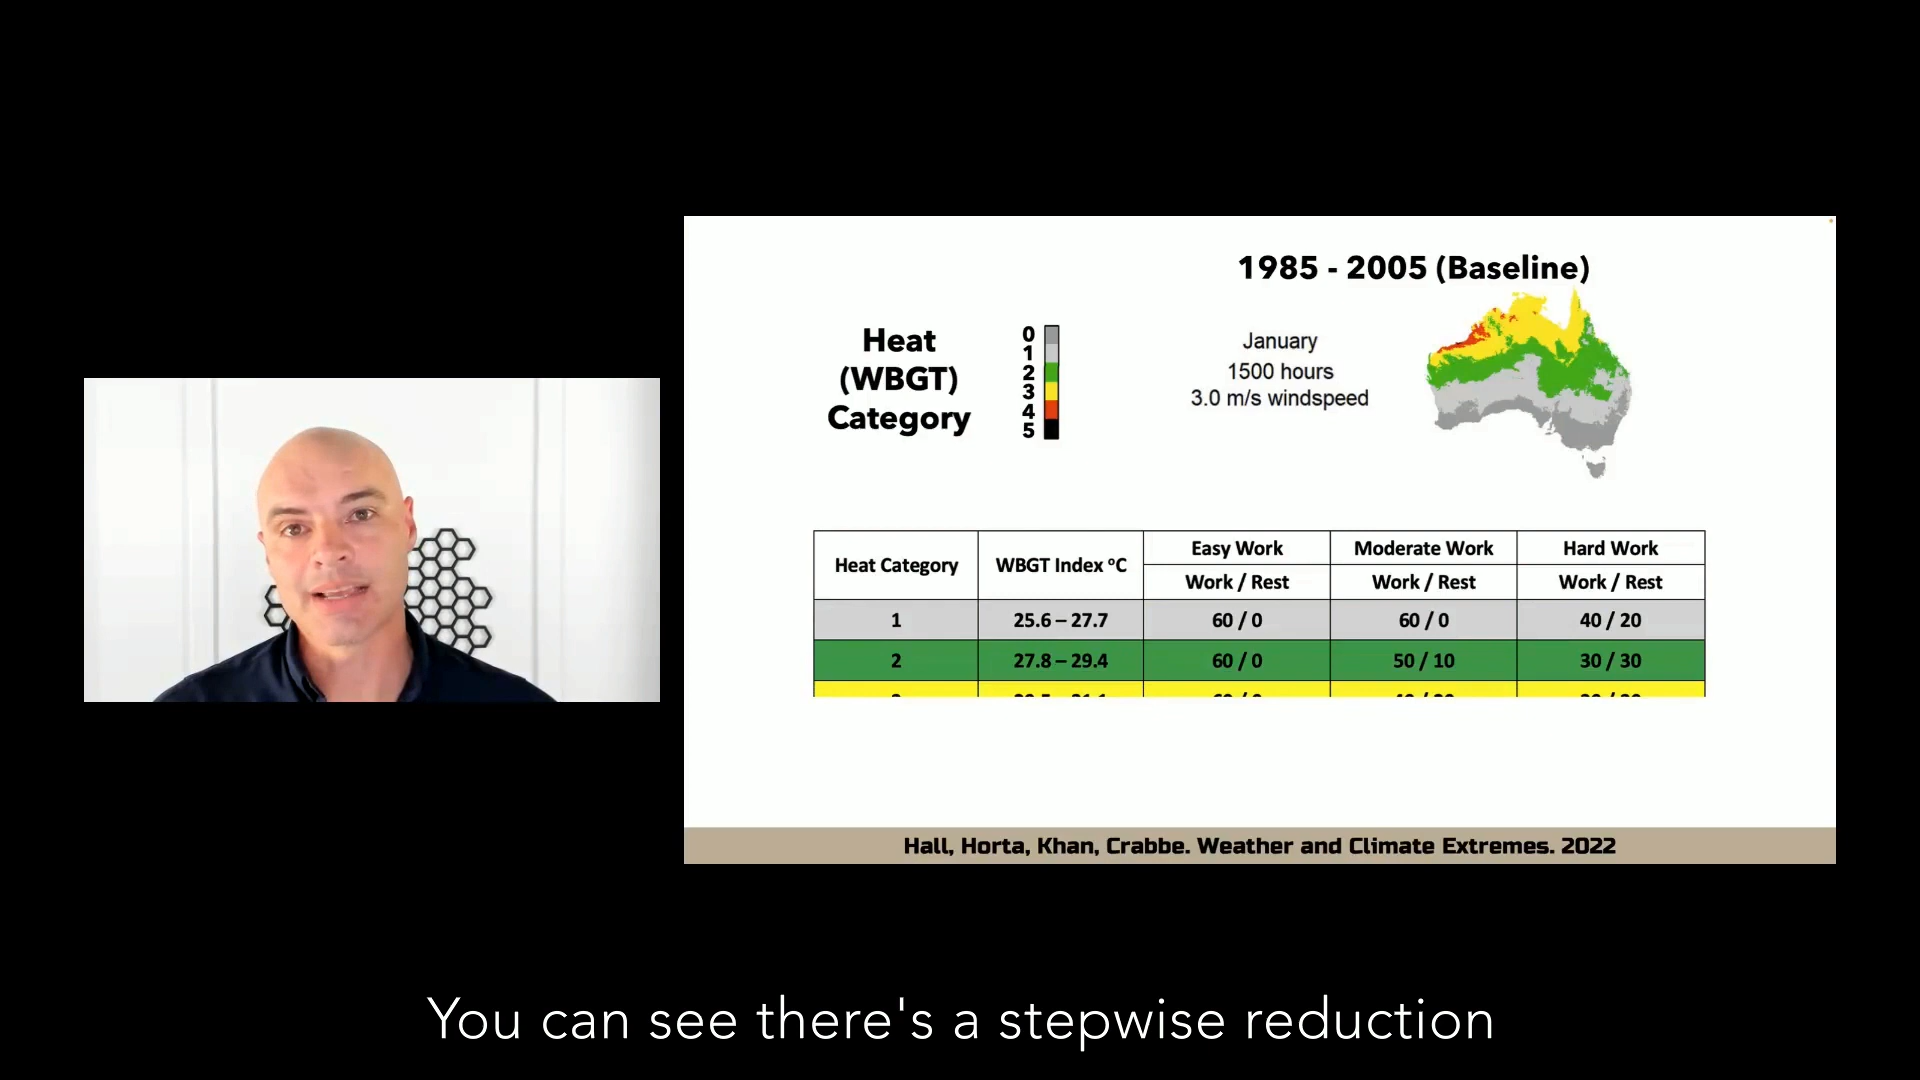 1985 - 2005 (Baseline)
Heat
(WBGT)
Category
0
1
2
3
4
5
January
1500 hours
3.0 m/s windspeed
Heat Category WBGT Index °C Easy Work Moderate Work Hard Work
Work / Rest Work / Rest Work / Rest
1 25.6 – 27.7 60 / 0 60 / 0 40 / 20
2 27.8 – 29.4 60 / 0 50 / 10 30 / 30
Hall, Horta, Khan, Crabbe. Weather and Climate Extremes. 2022
You can see there's a stepwise reduction